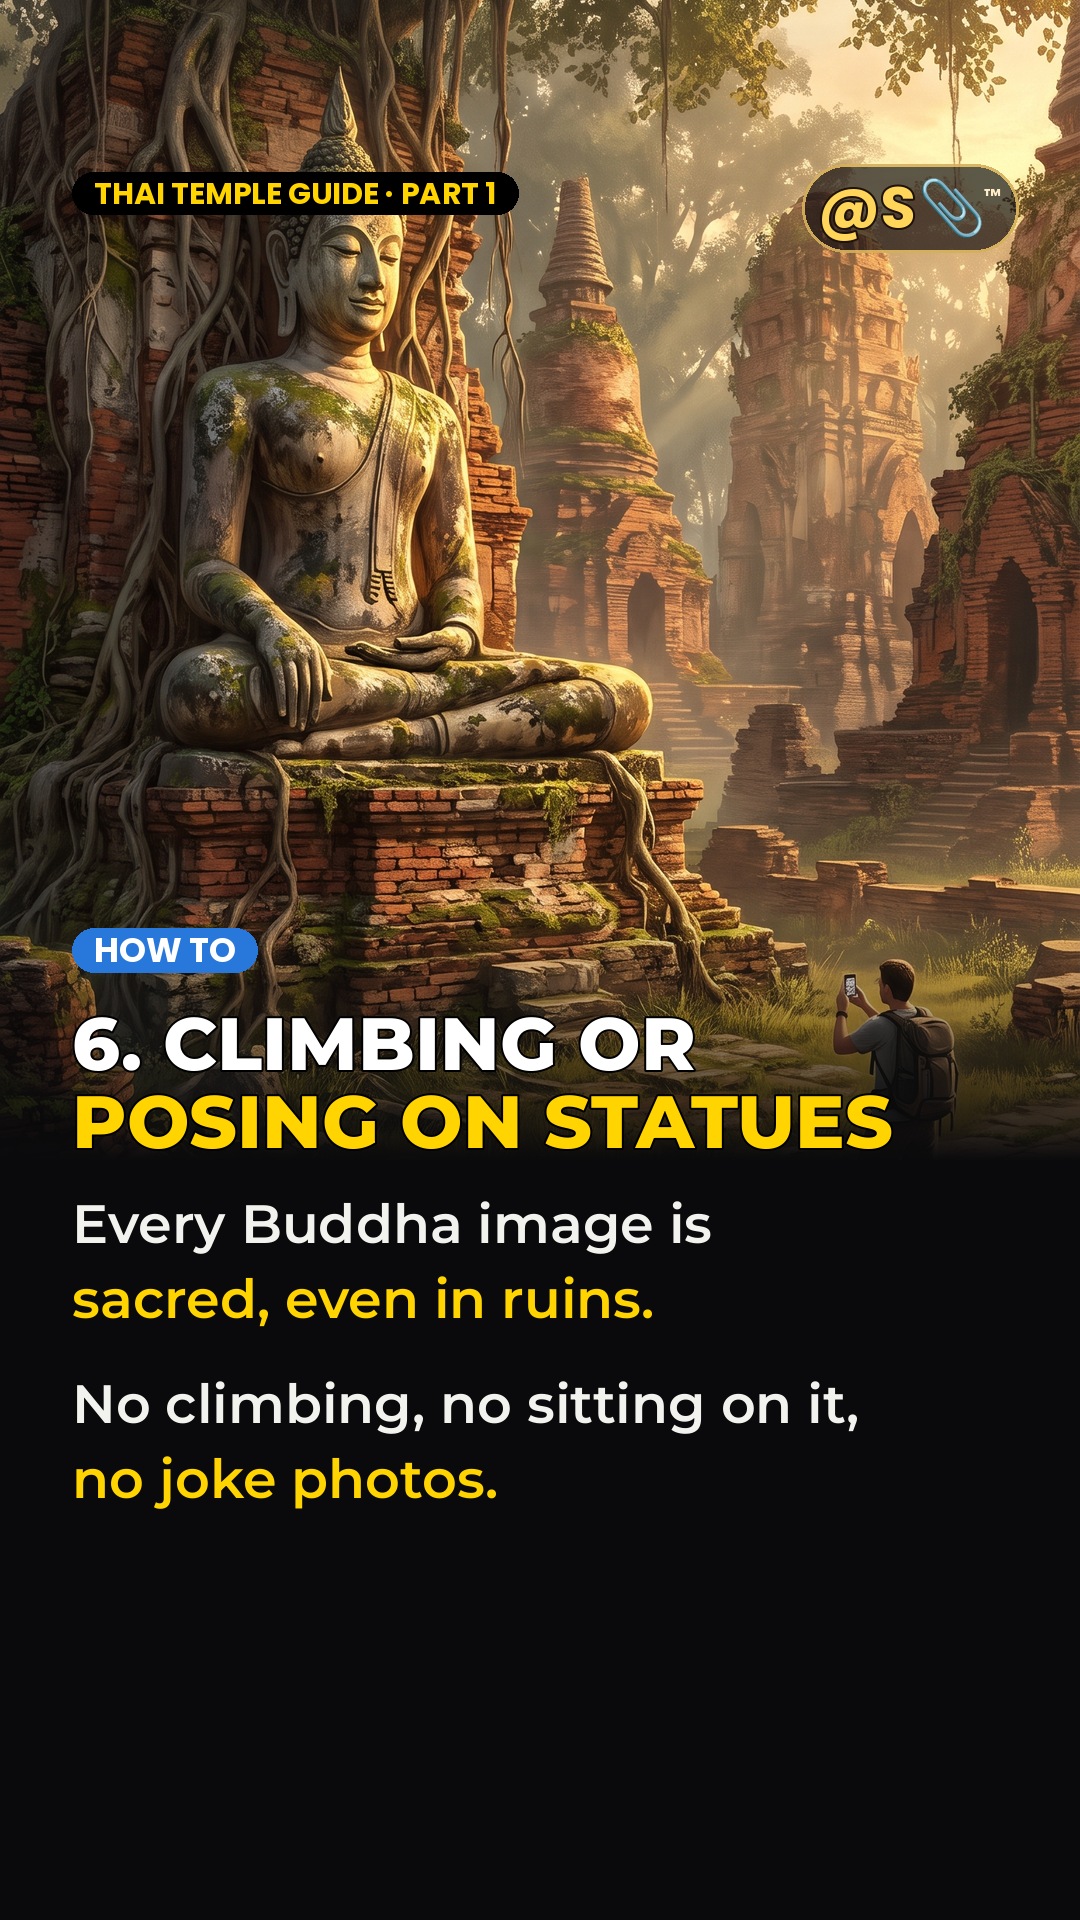 THAI TEMPLE GUIDE · PART 1
@S📎™
HOW TO
6. CLIMBING OR
POSING ON STATUES
Every Buddha image is
sacred, even in ruins.
No climbing, no sitting on it,
no joke photos.